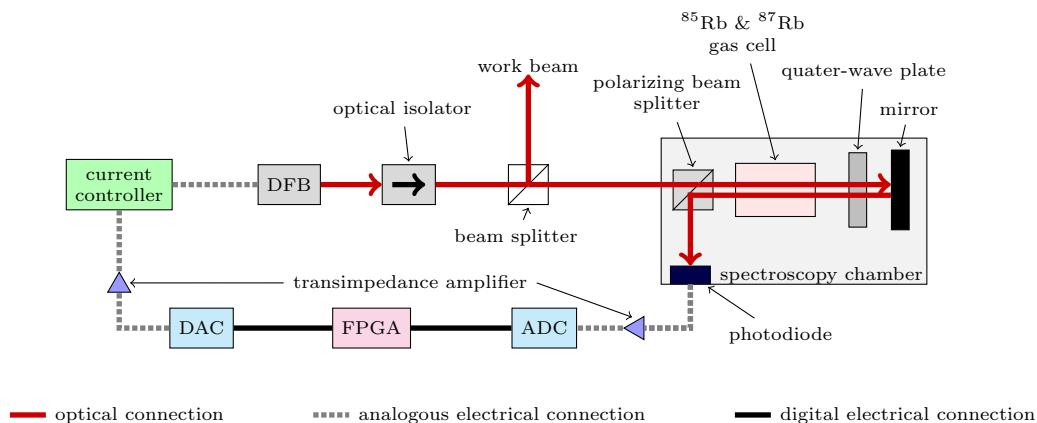 ⁸⁵Rb & ⁸⁷Rb
gas cell
work beam
polarizing beam
splitter
quater-wave plate
optical isolator
mirror
current
controller
DFB
beam splitter
transimpedance amplifier
spectroscopy chamber
DAC
FPGA
ADC
photodiode
optical connection
analogous electrical connection
digital electrical connection